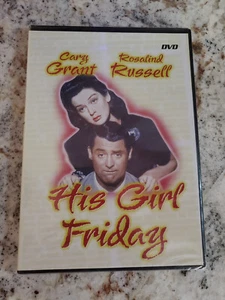 DVD
Cary Rosalind
Grant Russell
His Girl
Friday